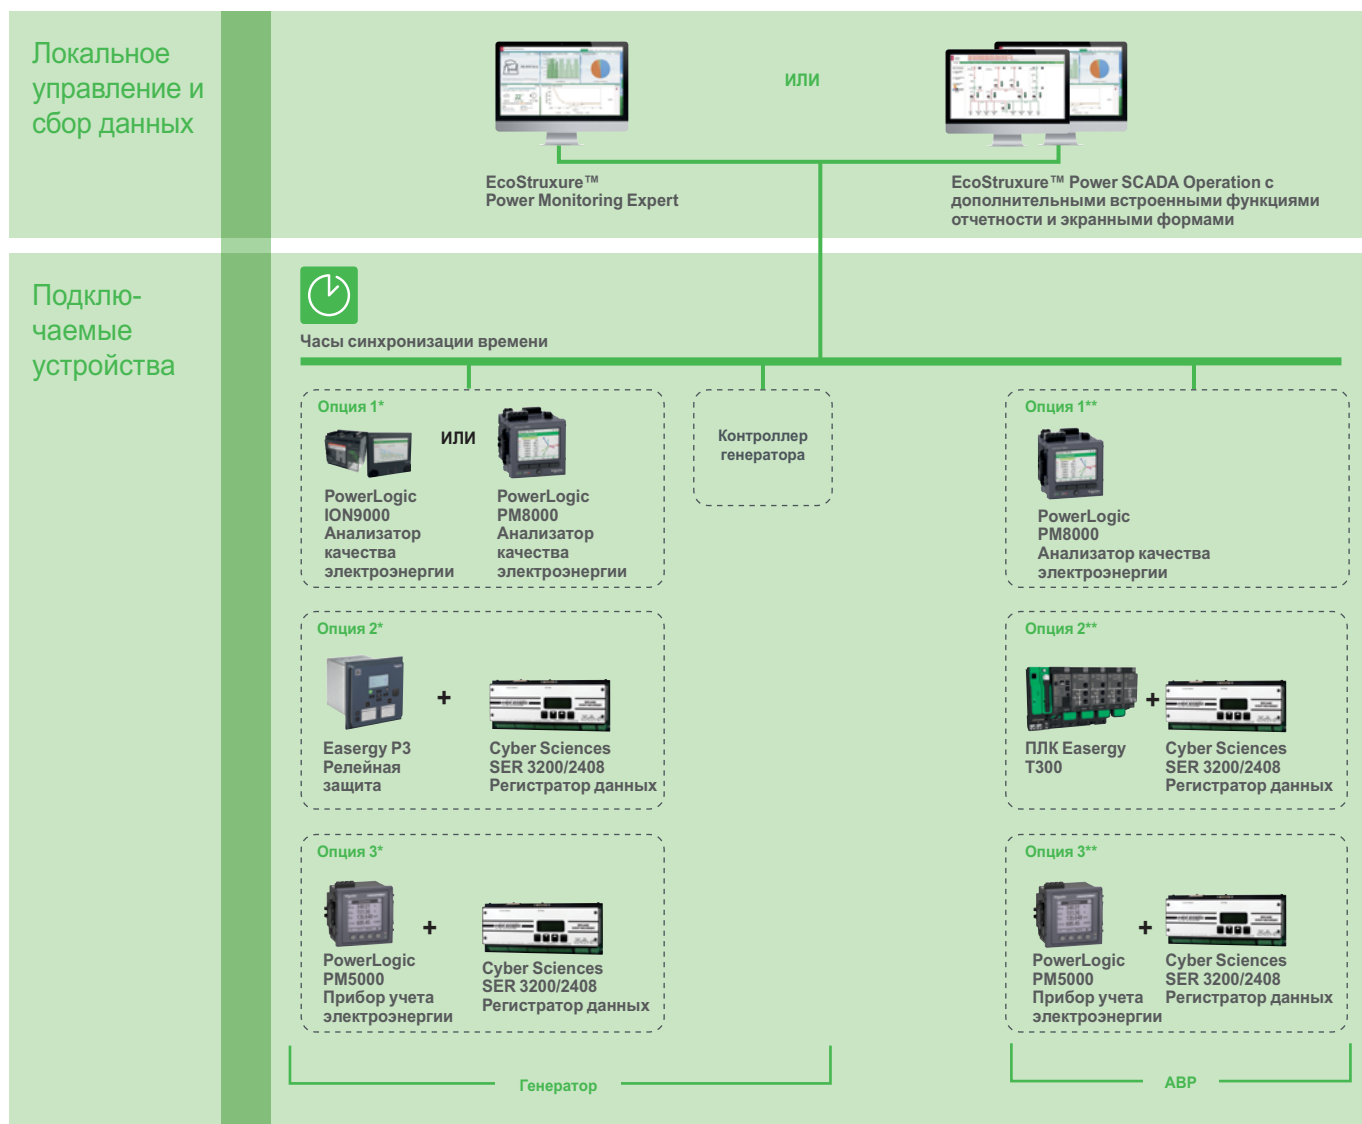 Локальное
управление и
сбор данных
ИЛИ
EcoStruxure™
Power Monitoring Expert
EcoStruxure™ Power SCADA Operation с
дополнительными встроенными функциями
отчетности и экранными формами
Подклю-
чаемые
устройства
Часы синхронизации времени
Опция 1*
ИЛИ
PowerLogic
ION9000
Анализатор
качества
электроэнергии
PowerLogic
PM8000
Анализатор
качества
электроэнергии
Контроллер
генератора
Опция 1**
PowerLogic
PM8000
Анализатор качества
электроэнергии
Опция 2*
+
Easergy P3
Релейная
защита
Cyber Sciences
SER 3200/2408
Регистратор данных
Опция 2**
+
ПЛК Easergy
T300
Cyber Sciences
SER 3200/2408
Регистратор данных
Опция 3*
+
PowerLogic
PM5000
Прибор учета
электроэнергии
Cyber Sciences
SER 3200/2408
Регистратор данных
Опция 3**
+
PowerLogic
PM5000
Прибор учета
электроэнергии
Cyber Sciences
SER 3200/2408
Регистратор данных
Генератор
АВР